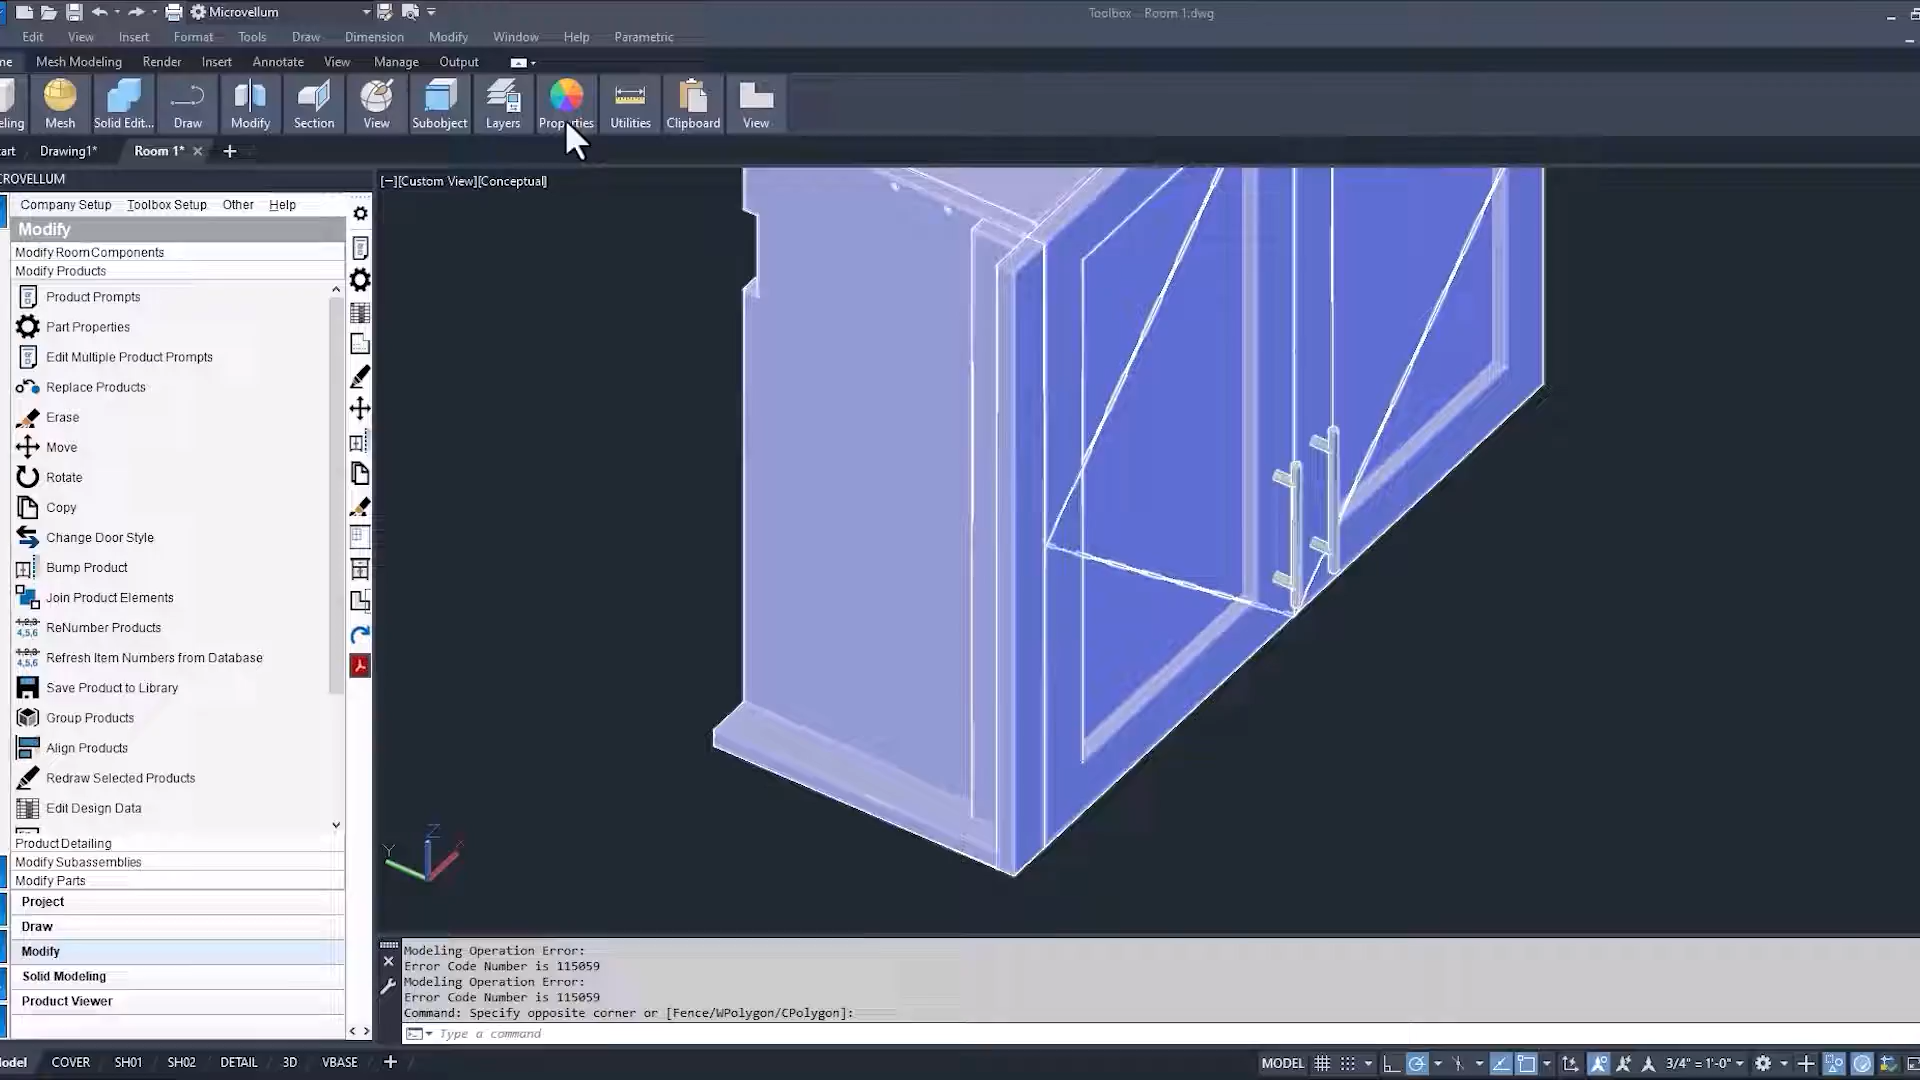 Microvellum
Toolbox - Room 1.dwg
Edit View Insert Format Tools Draw Dimension Modify Window Help Parametric
me Mesh Modeling Render Insert Annotate View Manage Output
eling Mesh Solid Edit... Draw Modify Section View Subobject Layers Properties Utilities Clipboard View
art Drawing1* Room 1*
CROVELLUM
[−][Custom View][Conceptual]
Company Setup Toolbox Setup Other Help
Modify
Modify Room Components
Modify Products
Product Prompts
Part Properties
Edit Multiple Product Prompts
Replace Products
Erase
Move
Rotate
Copy
Change Door Style
Bump Product
Join Product Elements
ReNumber Products
Refresh Item Numbers from Database
Save Product to Library
Group Products
Align Products
Redraw Selected Products
Edit Design Data
Product Detailing
Modify Subassemblies
Modify Parts
Project
Draw
Modify
Solid Modeling
Product Viewer
Z
Y
X
Modeling Operation Error:
Error Code Number is 115059
Modeling Operation Error:
Error Code Number is 115059
Command: Specify opposite corner or [Fence/WPolygon/CPolygon]:
Type a command
Model COVER SH01 SH02 DETAIL 3D VBASE
MODEL 3/4" = 1'-0"